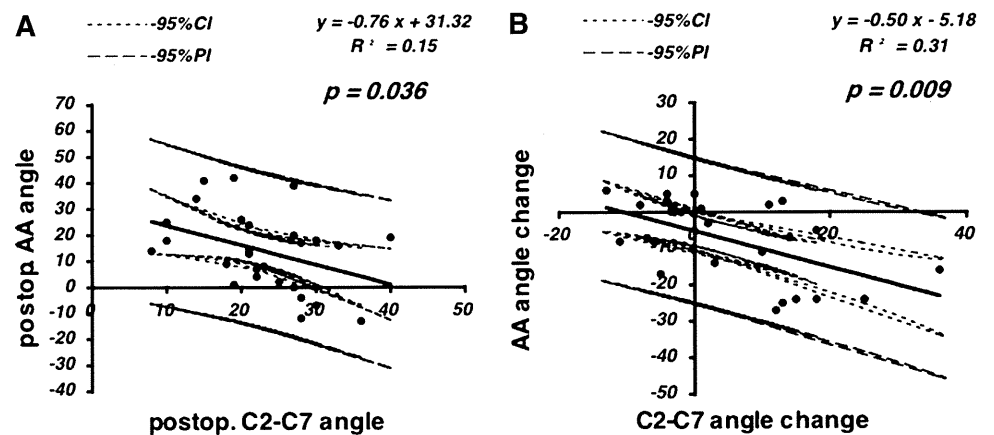 A
-95%CI
y = -0.76 x + 31.32
-95%PI
R² = 0.15
p = 0.036
70
60
50
40
30
20
10
0
-10
-20
-30
-40
0
10
20
30
40
50
postop. AA angle
postop. C2-C7 angle
B
-95%CI
y = -0.50 x - 5.18
-95%PI
R² = 0.31
p = 0.009
30
20
10
0
-10
-20
-30
-40
-50
-20
20
40
AA angle change
C2-C7 angle change